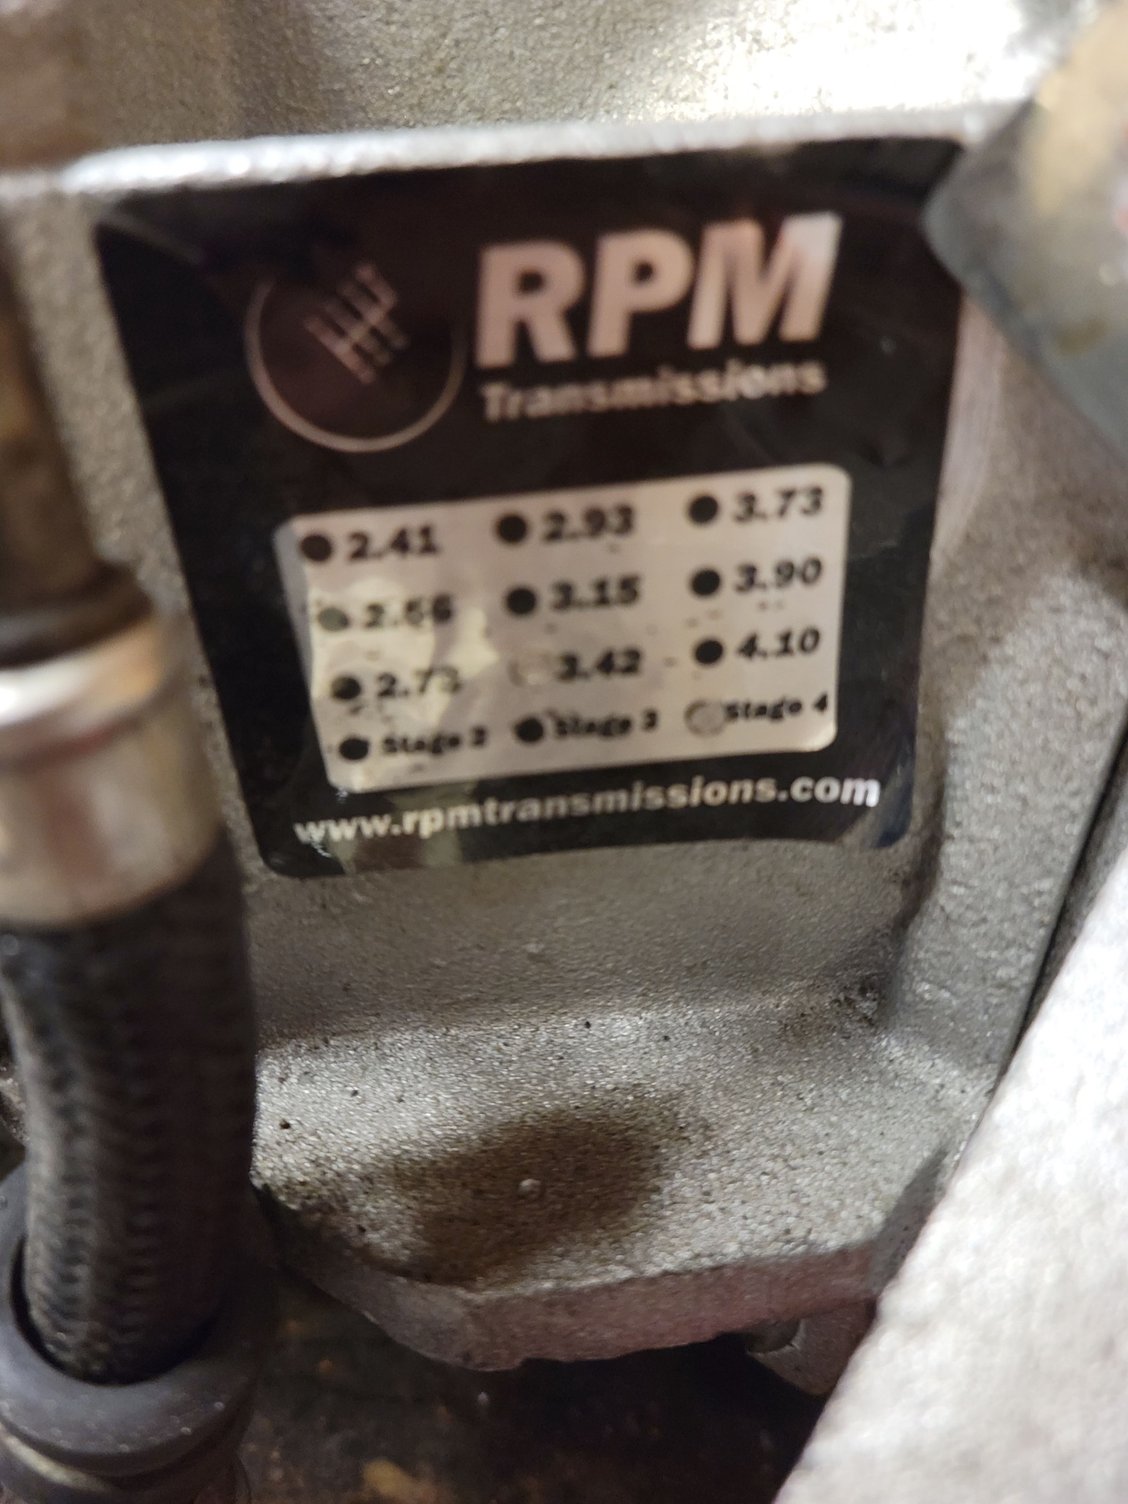 RPM
Transmissions
2.41 2.93 3.73
2.56 3.15 3.90
2.73 3.42 4.10
Stage 2 Stage 3 Stage 4
www.rpmtransmissions.com